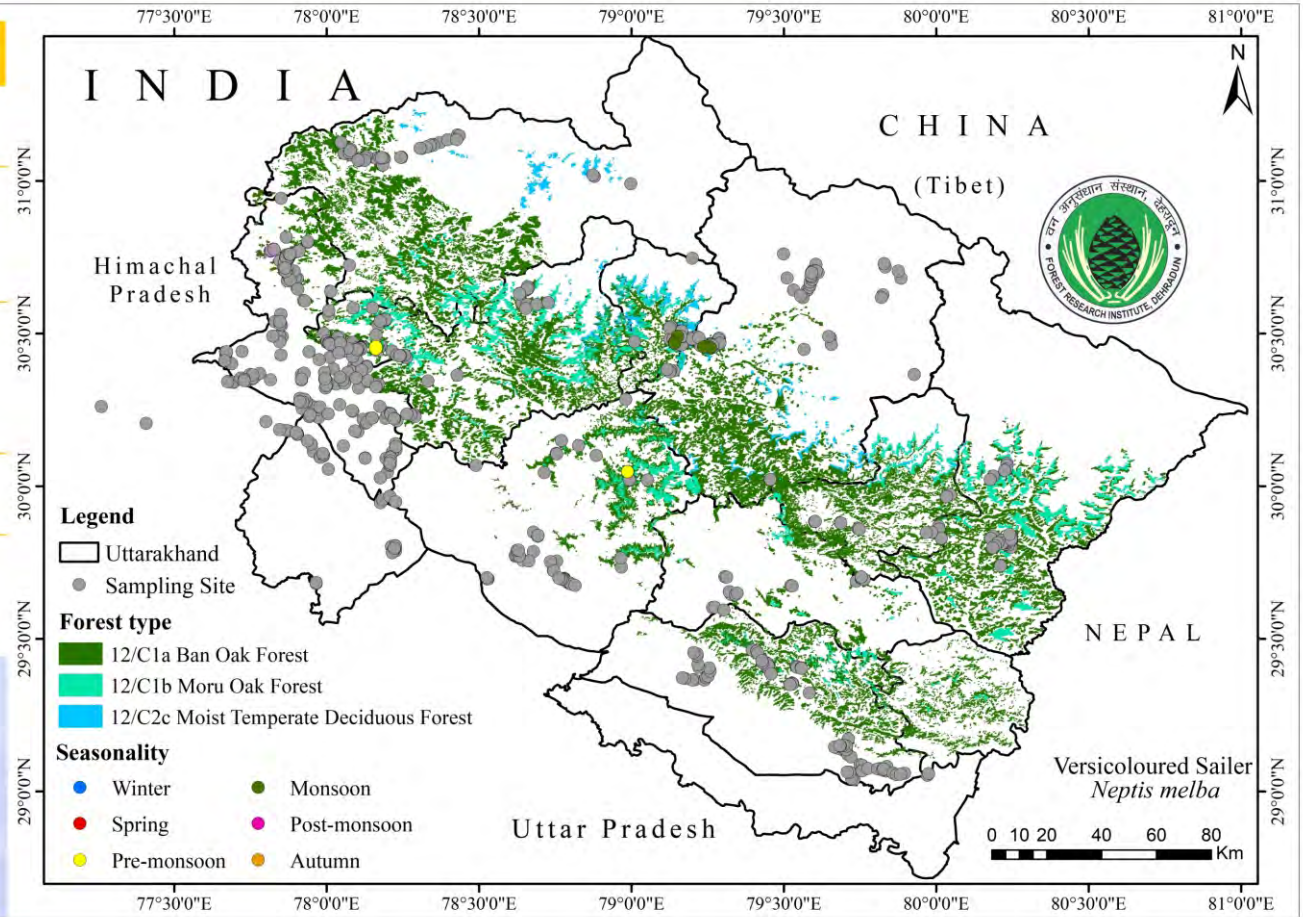 77°30'0"E 78°0'0"E 78°30'0"E 79°0'0"E 79°30'0"E 80°0'0"E 80°30'0"E 81°0'0"E
INDIA
N
CHINA
(Tibet)
वन अनुसंधान संस्थान, देहरादून
FOREST RESEARCH INSTITUTE, DEHRADUN
Himachal
Pradesh
31°0'0"N 31°0'0"N
30°30'0"N 30°30'0"N
30°0'0"N 30°0'0"N
29°30'0"N 29°30'0"N
29°0'0"N 29°0'0"N
Legend
Uttarakhand
Sampling Site
Forest type
12/C1a Ban Oak Forest
12/C1b Moru Oak Forest
12/C2c Moist Temperate Deciduous Forest
Seasonality
Winter
Spring
Pre-monsoon
Monsoon
Post-monsoon
Autumn
NEPAL
Uttar Pradesh
Versicoloured Sailer
Neptis melba
0 10 20 40 60 80
Km
77°30'0"E 78°0'0"E 78°30'0"E 79°0'0"E 79°30'0"E 80°0'0"E 80°30'0"E 81°0'0"E